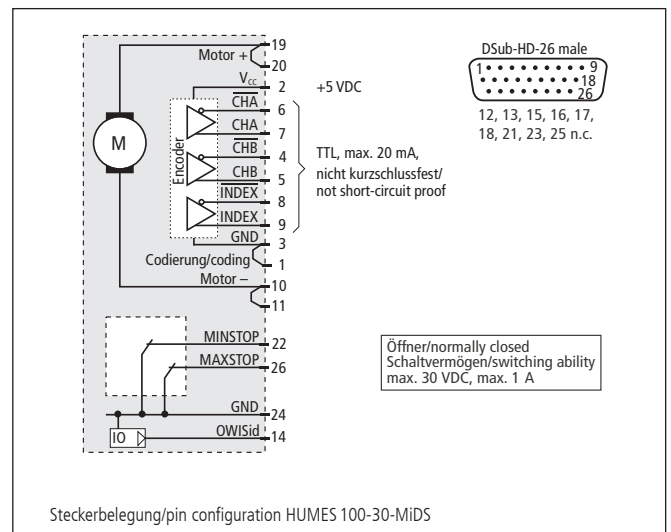 Motor +
19
20
V<sub>cc</sub>
2
+5 VDC
C̅H̅A̅
6
CHA
7
C̅H̅B̅
4
CHB
5
I̅N̅D̅E̅X̅
8
INDEX
9
GND
3
Codierung/coding
1
Motor –
10
11
M
Encoder
TTL, max. 20 mA,
nicht kurzschlussfest/
not short-circuit proof
DSub-HD-26 male
1
9
18
26
12, 13, 15, 16, 17,
18, 21, 23, 25 n.c.
MINSTOP
22
MAXSTOP
26
GND
24
IO
OWISid
14
Öffner/normally closed
Schaltvermögen/switching ability
max. 30 VDC, max. 1 A
Steckerbelegung/pin configuration HUMES 100-30-MiDS